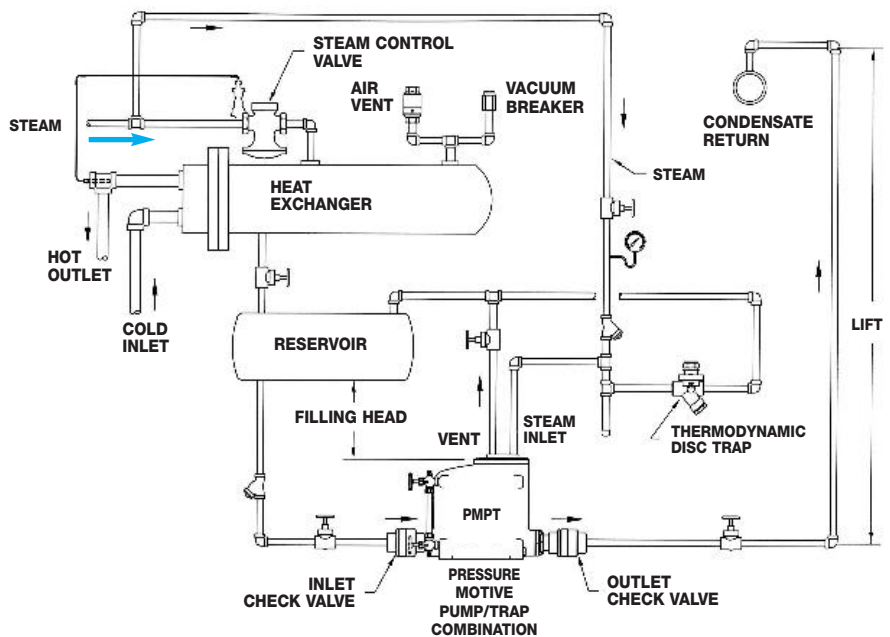 STEAM CONTROL
VALVE
AIR
VENT
VACUUM
BREAKER
CONDENSATE
RETURN
STEAM
STEAM
HEAT
EXCHANGER
HOT
OUTLET
COLD
INLET
LIFT
RESERVOIR
FILLING HEAD
VENT
STEAM
INLET
THERMODYNAMIC
DISC TRAP
PMPT
INLET
CHECK VALVE
PRESSURE
MOTIVE
PUMP/TRAP
COMBINATION
OUTLET
CHECK VALVE